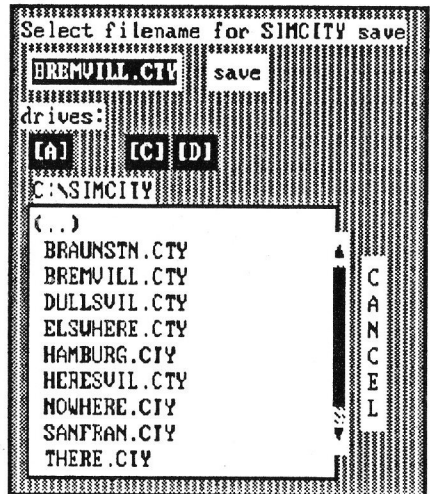 Select filename for SIMCITY save
BREMVILL.CTY save
drives:
[A] [C] [D]
C:\SIMCITY
(..)
BRAUNSTN.CTY
BREMVILL.CTY
DULLSVIL.CTY
ELSWHERE.CTY
HAMBURG.CTY
HERESVIL.CTY
NOWHERE.CTY
SANFRAN.CTY
THERE.CTY
CANCEL